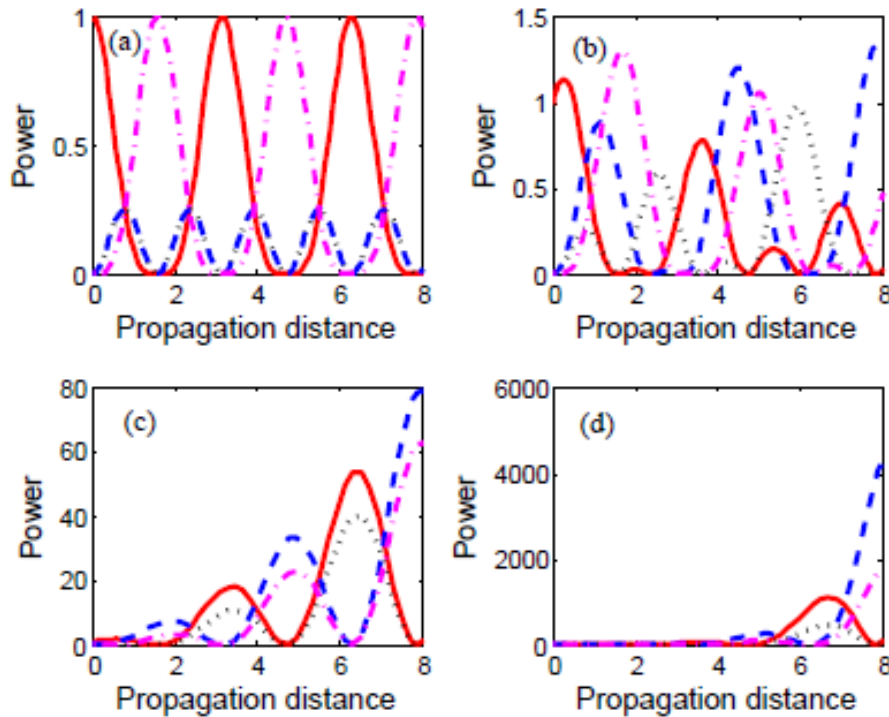 (a)
Power
1
0.5
0
0 2 4 6 8
Propagation distance
(b)
Power
1.5
1
0.5
0
0 2 4 6 8
Propagation distance
(c)
Power
80
60
40
20
0
0 2 4 6 8
Propagation distance
(d)
Power
6000
4000
2000
0
0 2 4 6 8
Propagation distance